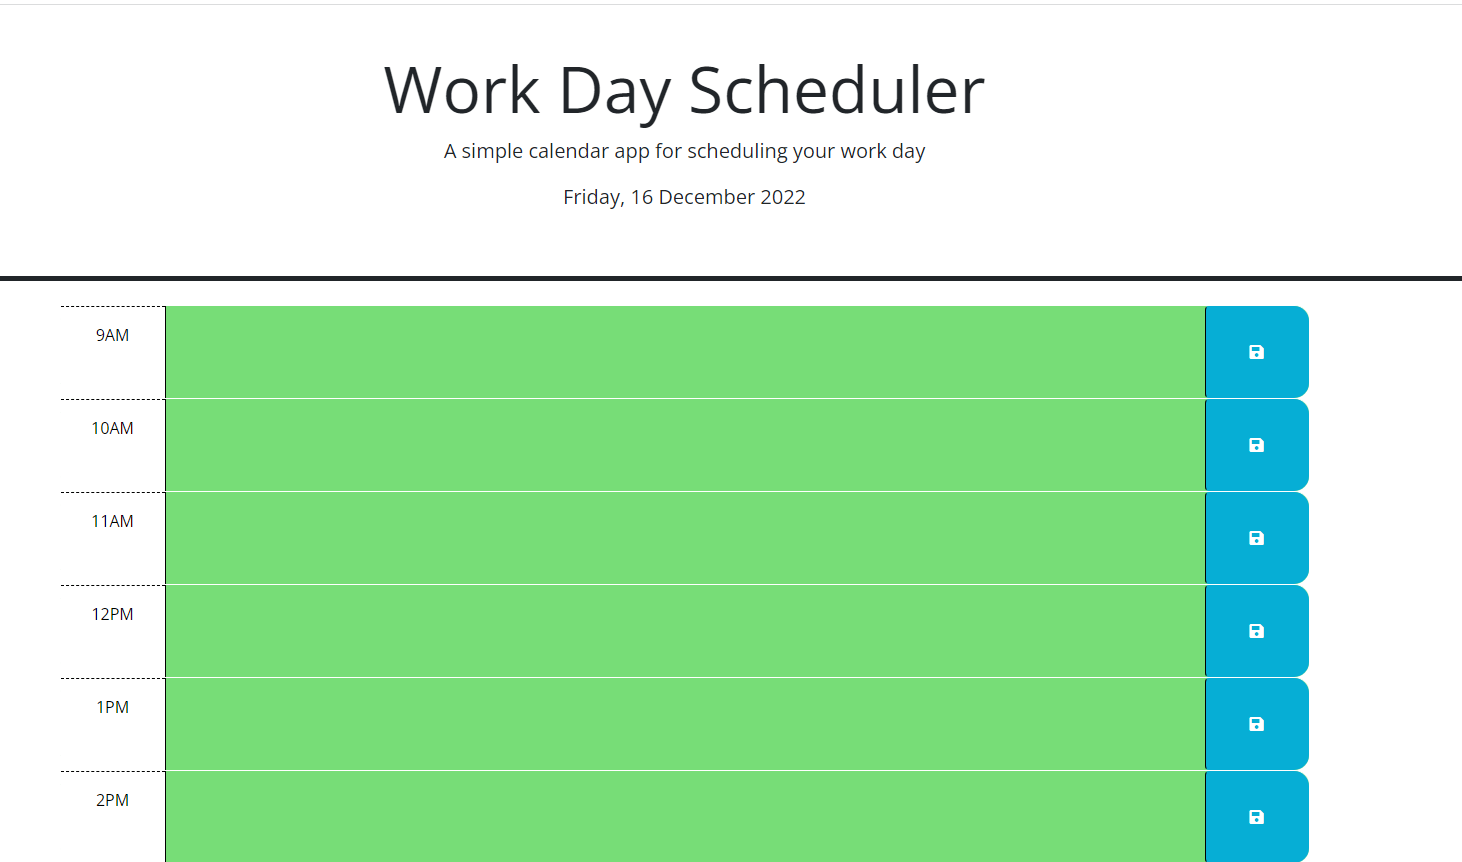 Work Day Scheduler
A simple calendar app for scheduling your work day
Friday, 16 December 2022
9AM
10AM
11AM
12PM
1PM
2PM